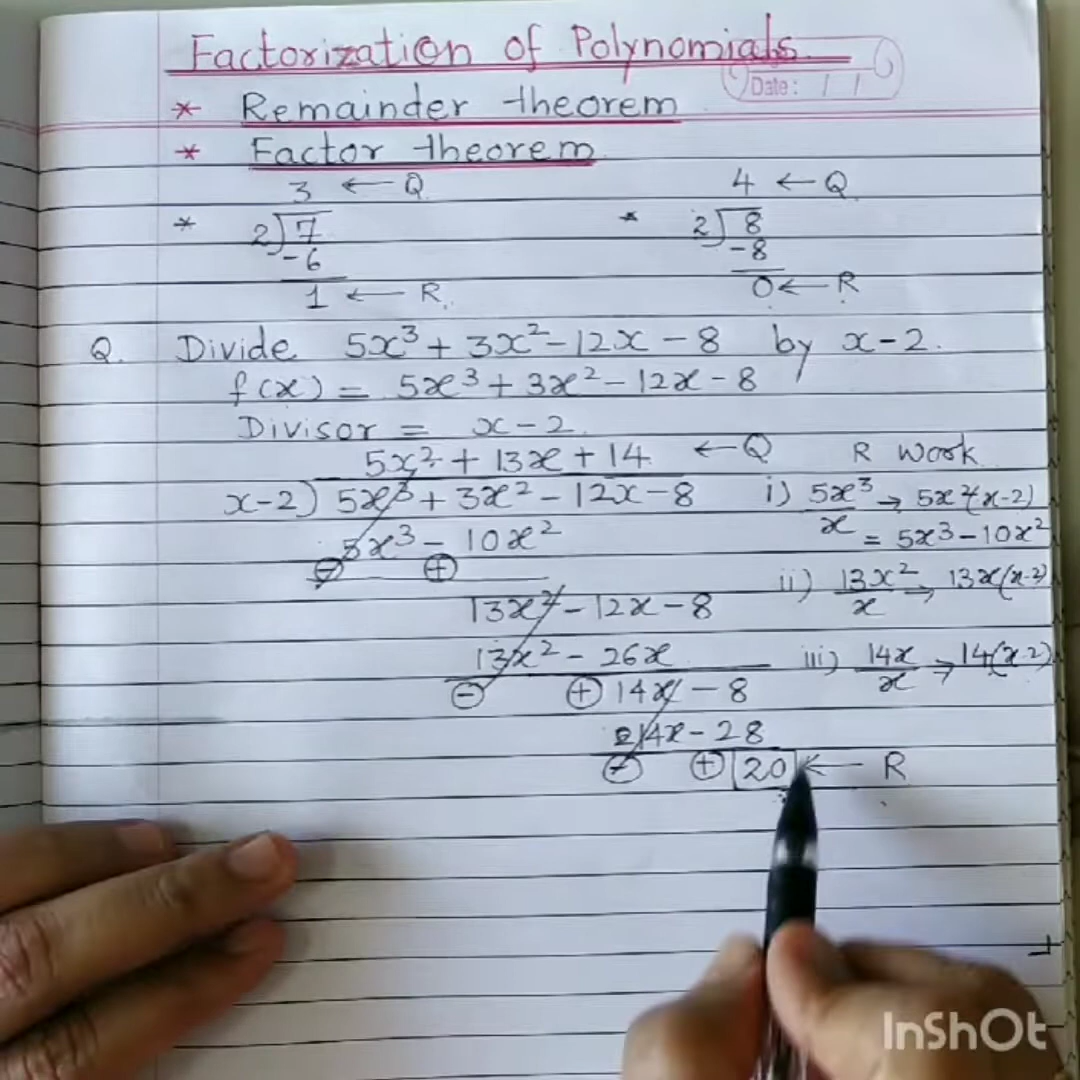 Factorization of Polynomials
Date : / /
* Remainder theorem
* Factor theorem
3 ← Q 4 ← Q
* 2) 7 * 2) 8
-6 -8
1 ← R 0 ← R
Q. Divide 5x³ + 3x² - 12x - 8 by x - 2.
f(x) = 5x³ + 3x² - 12x - 8
Divisor = x - 2
5x² + 13x + 14 ← Q R Work
x-2) 5x³ + 3x² - 12x - 8 i) 5x³/x → 5x²(x-2)
5x³ - 10x² = 5x³ - 10x²
⊖ ⊕
13x² - 12x - 8 ii) 13x²/x → 13x(x-2)
13x² - 26x iii) 14x/x → 14(x-2)
⊖ ⊕ 14x - 8
14x - 28
⊖ ⊕ 20 ← R
InShOt